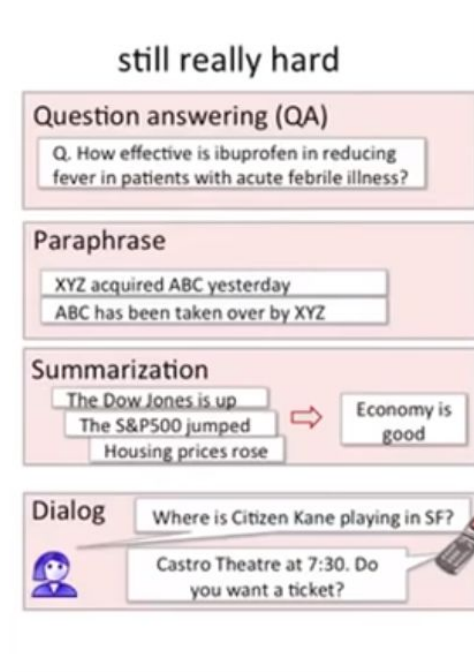 still really hard
Question answering (QA)
Q. How effective is ibuprofen in reducing
fever in patients with acute febrile illness?
Paraphrase
XYZ acquired ABC yesterday
ABC has been taken over by XYZ
Summarization
The Dow Jones is up
The S&P500 jumped
Housing prices rose
Economy is
good
Dialog
Where is Citizen Kane playing in SF?
Castro Theatre at 7:30. Do
you want a ticket?